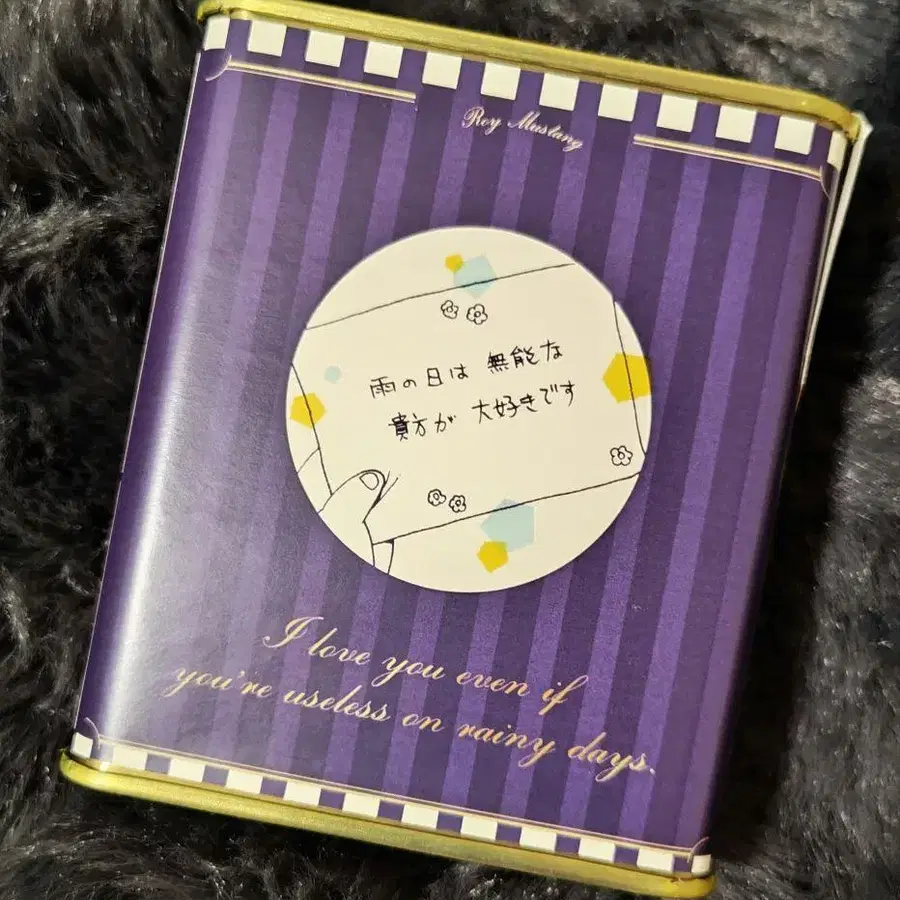 Roy Mustang
雨の日は 無能な
貴方が 大好きです
I love you even if
you're useless on rainy days.